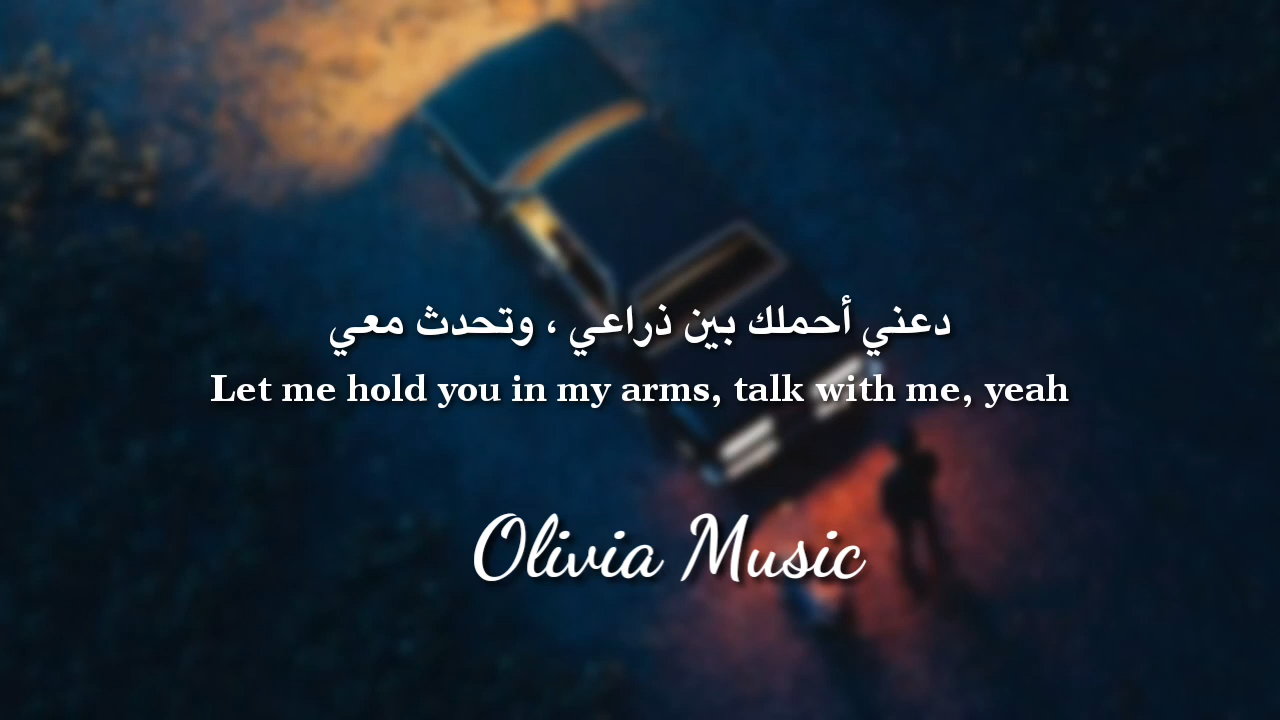 دعني أحملك بين ذراعي ، وتحدث معي
Let me hold you in my arms, talk with me, yeah
Olivia Music